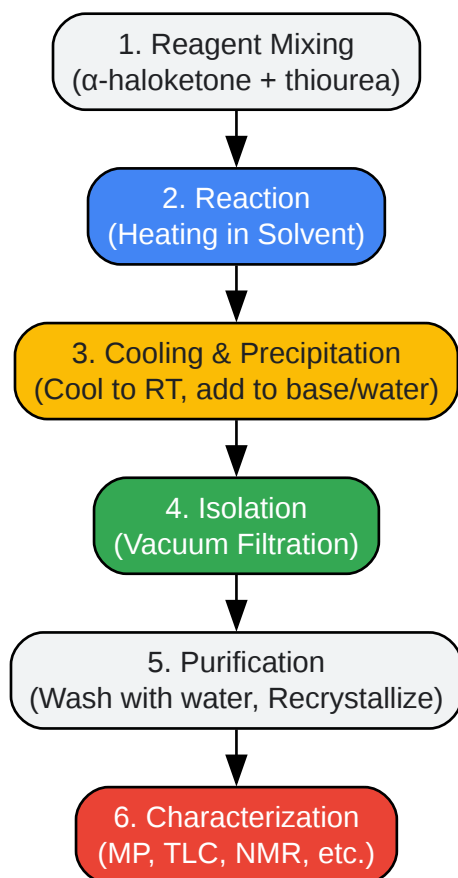 1. Reagent Mixing
(α-haloketone + thiourea)
2. Reaction
(Heating in Solvent)
3. Cooling & Precipitation
(Cool to RT, add to base/water)
4. Isolation
(Vacuum Filtration)
5. Purification
(Wash with water, Recrystallize)
6. Characterization
(MP, TLC, NMR, etc.)